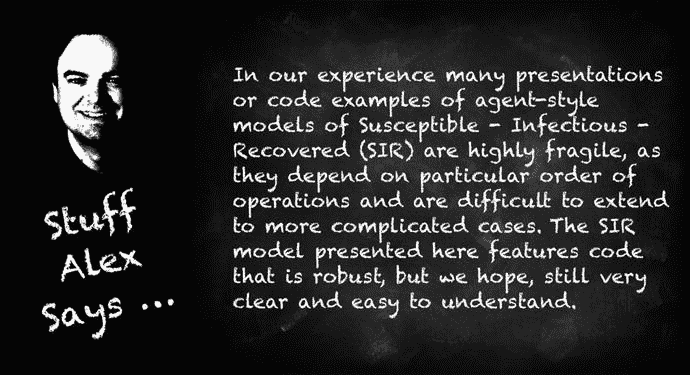 Stuff
Alex
Says ...
In our experience many presentations
or code examples of agent-style
models of Susceptible - Infectious -
Recovered (SIR) are highly fragile, as
they depend on particular order of
operations and are difficult to extend
to more complicated cases. The SIR
model presented here features code
that is robust, but we hope, still very
clear and easy to understand.